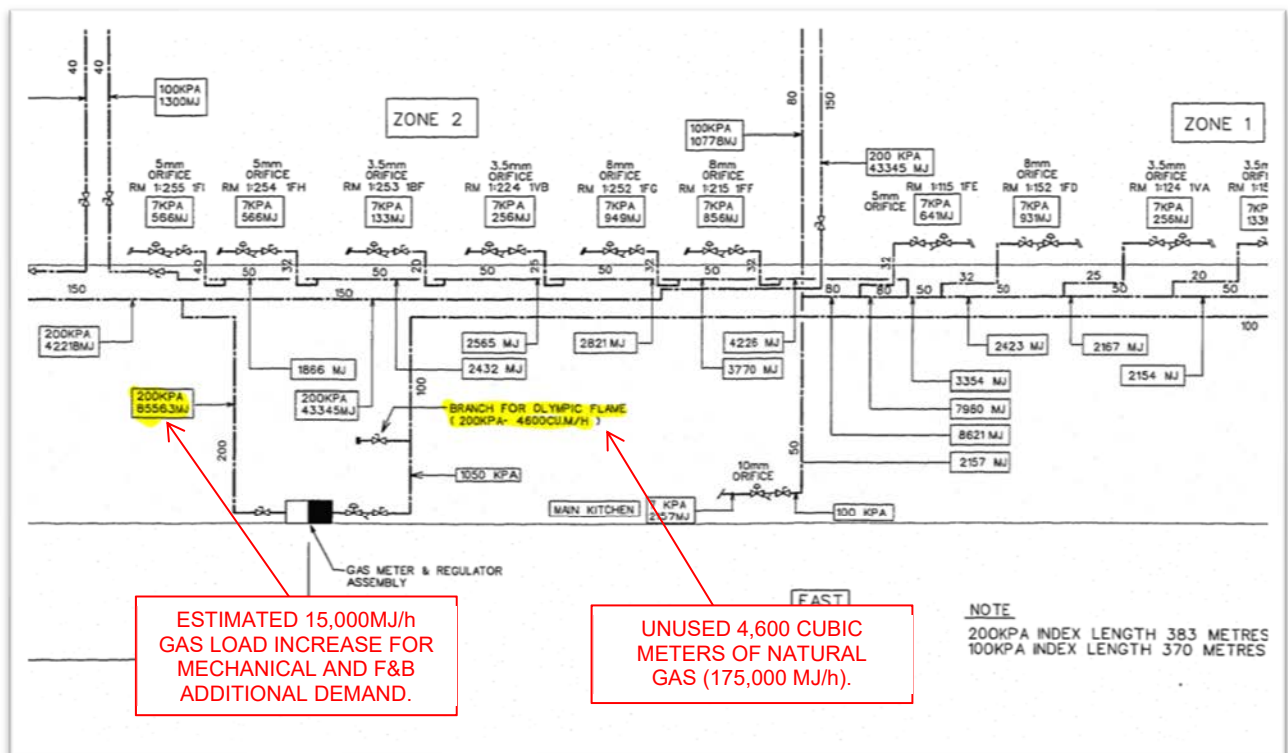 40
40
100KPA
1300MJ
ZONE 2
80
150
100KPA
10778MJ
ZONE 1
200 KPA
43345 MJ
5mm
ORIFICE
RM 1:255 1FI
7KPA
566MJ
5mm
ORIFICE
RM 1:254 1FH
7KPA
566MJ
3.5mm
ORIFICE
RM 1:253 1BF
7KPA
133MJ
3.5mm
ORIFICE
RM 1:224 1VB
7KPA
256MJ
8mm
ORIFICE
RM 1:252 1FG
7KPA
949MJ
8mm
ORIFICE
RM 1:215 1FF
7KPA
856MJ
5mm
ORIFICE
RM 1:115 1FE
7KPA
641MJ
8mm
ORIFICE
RM 1:152 1FD
7KPA
931MJ
3.5mm
ORIFICE
RM 1:124 1VA
7KPA
256MJ
40
50
32
50
20
50
25
50
32
50
32
32
32
25
20
150
150
80
80
50
50
50
50
100
200KPA
42218MJ
1866 MJ
200KPA
43345MJ
2432 MJ
2565 MJ
2821 MJ
3770 MJ
4226 MJ
2423 MJ
2167 MJ
2154 MJ
3354 MJ
7980 MJ
8621 MJ
2157 MJ
200KPA
85563MJ
200
100
BRANCH FOR OLYMPIC FLAME
( 200KPA- 4600CU.M/H )
1050 KPA
50
10mm
ORIFICE
MAIN KITCHEN
7 KPA
2157MJ
100 KPA
GAS METER & REGULATOR
ASSEMBLY
EAST
ESTIMATED 15,000MJ/h
GAS LOAD INCREASE FOR
MECHANICAL AND F&B
ADDITIONAL DEMAND.
UNUSED 4,600 CUBIC
METERS OF NATURAL
GAS (175,000 MJ/h).
NOTE
200KPA INDEX LENGTH 383 METRES
100KPA INDEX LENGTH 370 METRES